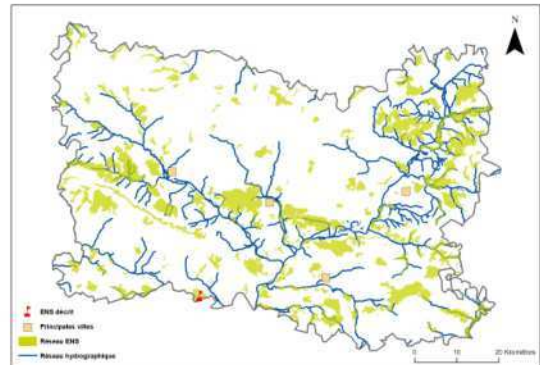 N
ENS décrit
Principales villes
Réseau ENS
Réseau hydrographique
0 10 20 Kilomètres